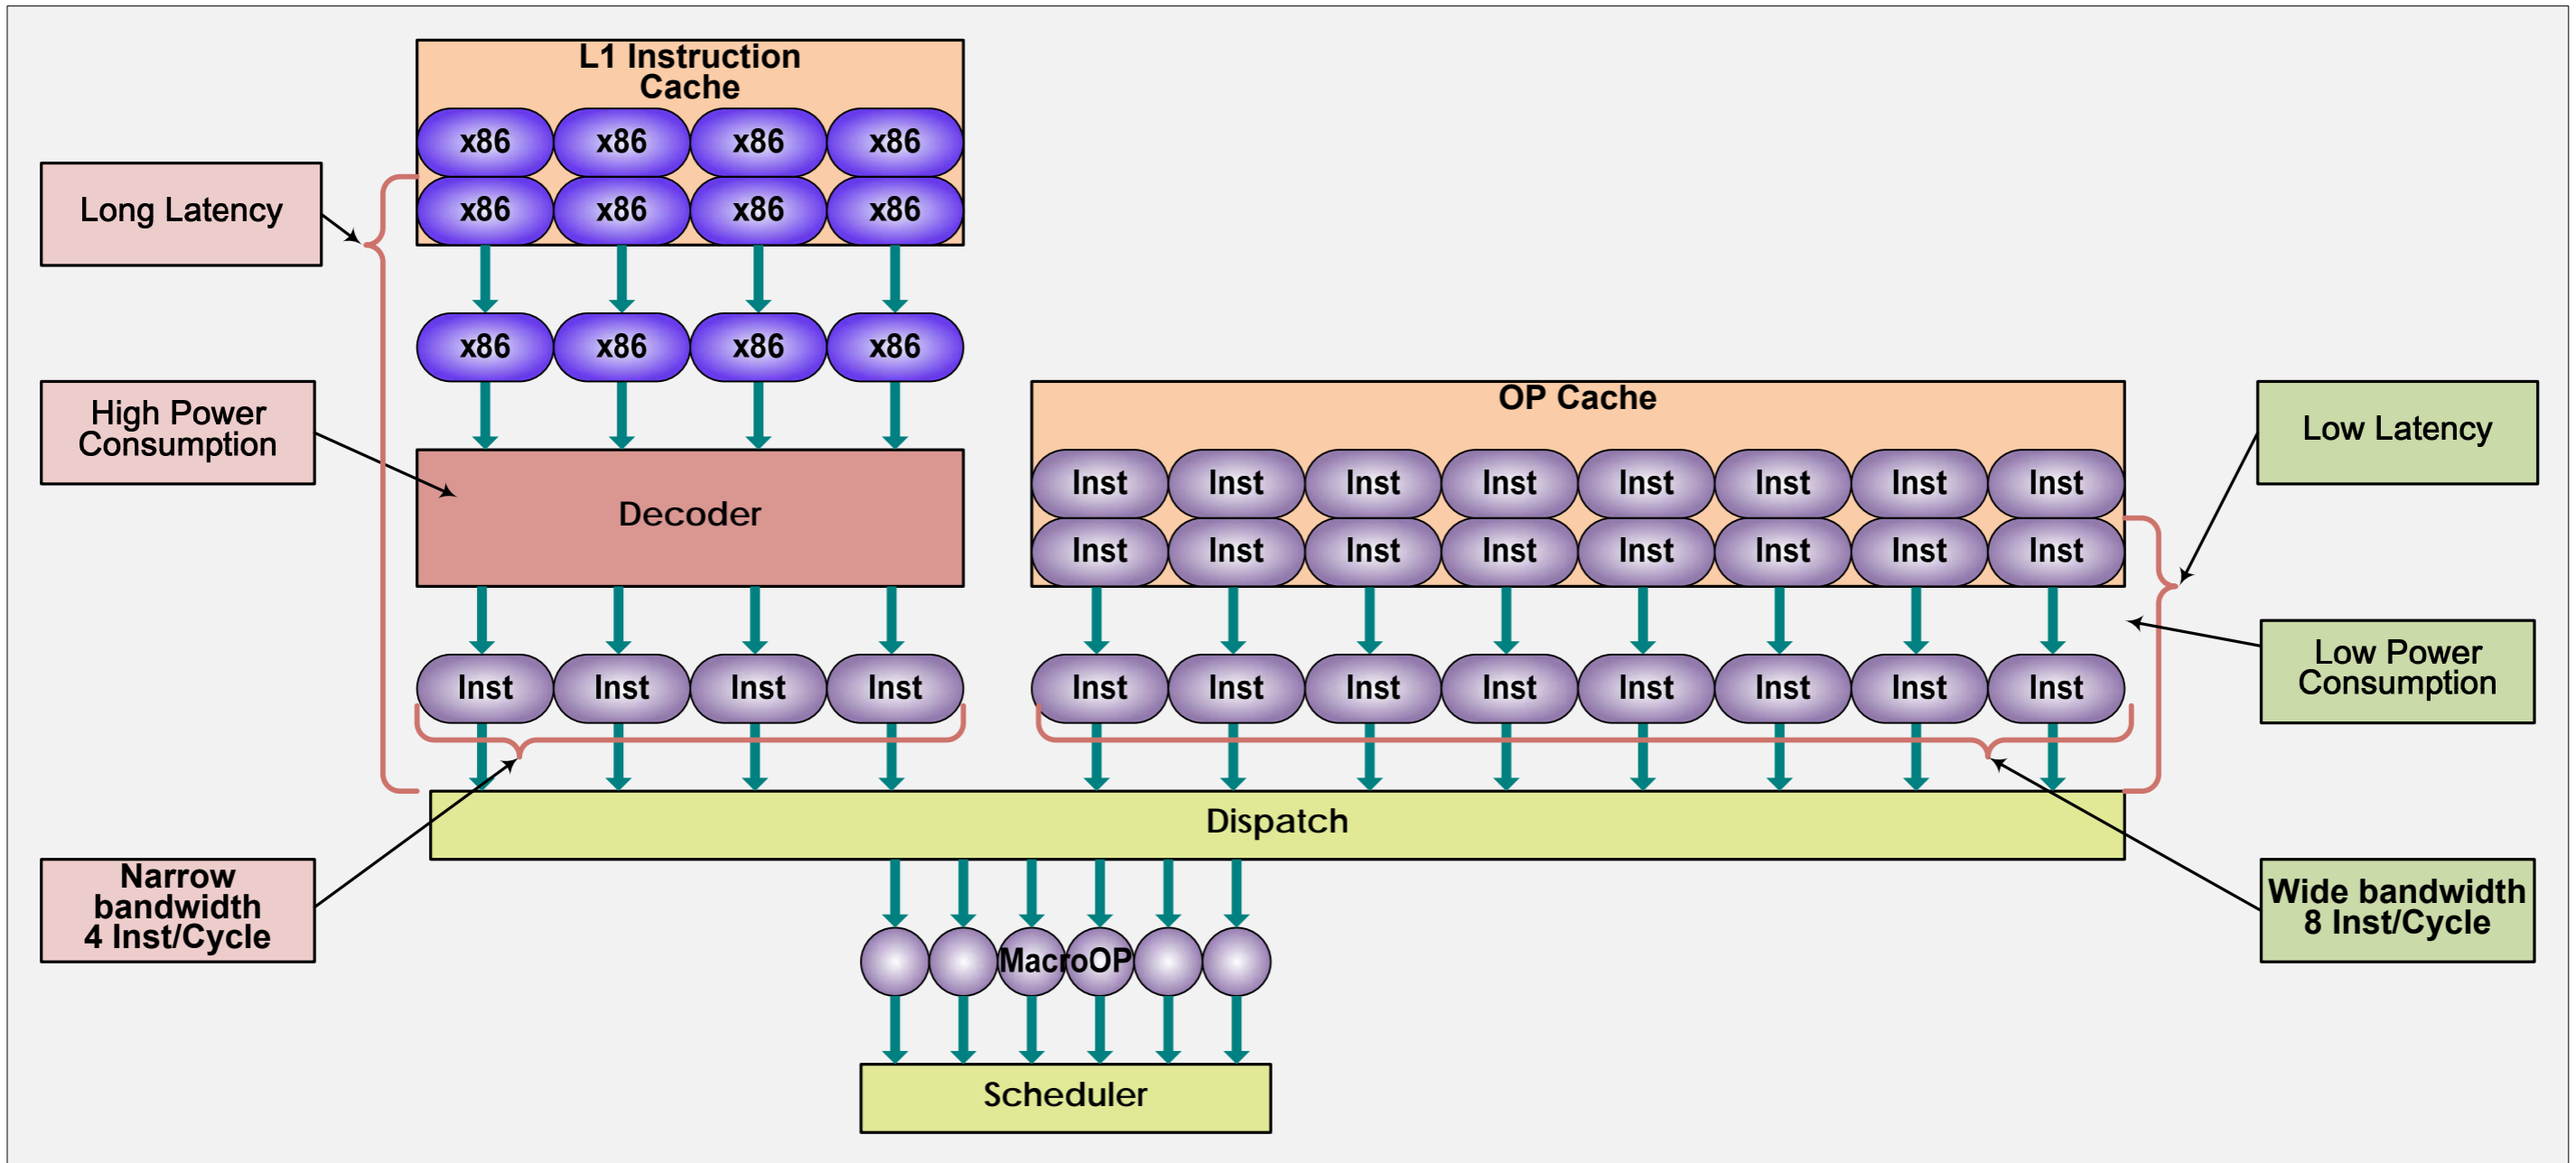 L1 Instruction
Cache
x86 x86 x86 x86
x86 x86 x86 x86
Long Latency
x86 x86 x86 x86
High Power
Consumption
Decoder
Inst Inst Inst Inst
Narrow
bandwidth
4 Inst/Cycle
OP Cache
Inst Inst Inst Inst Inst Inst Inst Inst
Inst Inst Inst Inst Inst Inst Inst Inst
Inst Inst Inst Inst Inst Inst Inst Inst
Low Latency
Low Power
Consumption
Wide bandwidth
8 Inst/Cycle
Dispatch
MacroOP
Scheduler